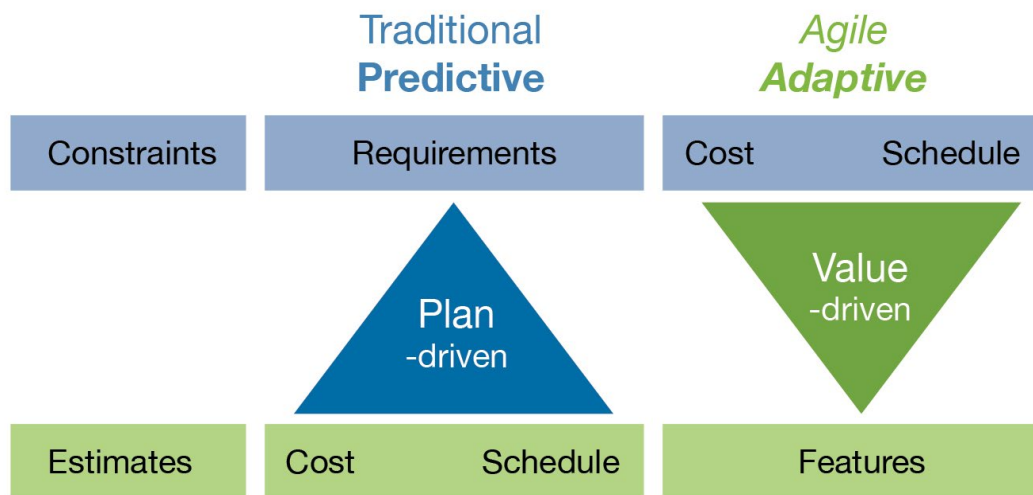 Traditional
Predictive
Agile
Adaptive
Constraints
Requirements
Cost
Schedule
Plan
-driven
Value
-driven
Estimates
Cost
Schedule
Features